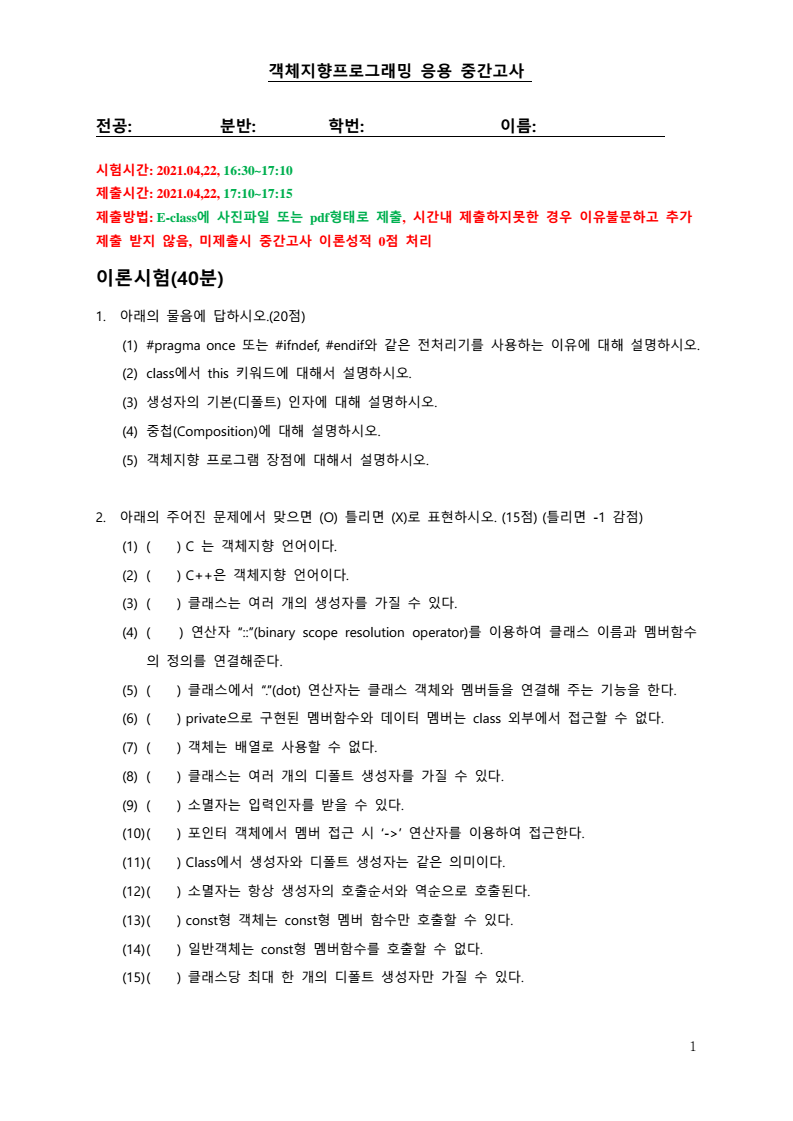 객체지향프로그래밍 응용 중간고사
전공: 분반: 학번: 이름:
시험시간: 2021.04,22, 16:30~17:10
제출시간: 2021.04,22, 17:10~17:15
제출방법: E-class에 사진파일 또는 pdf형태로 제출, 시간내 제출하지못한 경우 이유불문하고 추가
제출 받지 않음, 미제출시 중간고사 이론성적 0점 처리
이론시험(40분)
1. 아래의 물음에 답하시오.(20점)
(1) #pragma once 또는 #ifndef, #endif와 같은 전처리기를 사용하는 이유에 대해 설명하시오.
(2) class에서 this 키워드에 대해서 설명하시오.
(3) 생성자의 기본(디폴트) 인자에 대해 설명하시오.
(4) 중첩(Composition)에 대해 설명하시오.
(5) 객체지향 프로그램 장점에 대해서 설명하시오.
2. 아래의 주어진 문제에서 맞으면 (O) 틀리면 (X)로 표현하시오. (15점) (틀리면 -1 감점)
(1) ( ) C 는 객체지향 언어이다.
(2) ( ) C++은 객체지향 언어이다.
(3) ( ) 클래스는 여러 개의 생성자를 가질 수 있다.
(4) ( ) 연산자 "::"(binary scope resolution operator)를 이용하여 클래스 이름과 멤버함수
의 정의를 연결해준다.
(5) ( ) 클래스에서 "."(dot) 연산자는 클래스 객체와 멤버들을 연결해 주는 기능을 한다.
(6) ( ) private으로 구현된 멤버함수와 데이터 멤버는 class 외부에서 접근할 수 없다.
(7) ( ) 객체는 배열로 사용할 수 없다.
(8) ( ) 클래스는 여러 개의 디폴트 생성자를 가질 수 있다.
(9) ( ) 소멸자는 입력인자를 받을 수 있다.
(10)( ) 포인터 객체에서 멤버 접근 시 '->' 연산자를 이용하여 접근한다.
(11)( ) Class에서 생성자와 디폴트 생성자는 같은 의미이다.
(12)( ) 소멸자는 항상 생성자의 호출순서와 역순으로 호출된다.
(13)( ) const형 객체는 const형 멤버 함수만 호출할 수 있다.
(14)( ) 일반객체는 const형 멤버함수를 호출할 수 없다.
(15)( ) 클래스당 최대 한 개의 디폴트 생성자만 가질 수 있다.
1